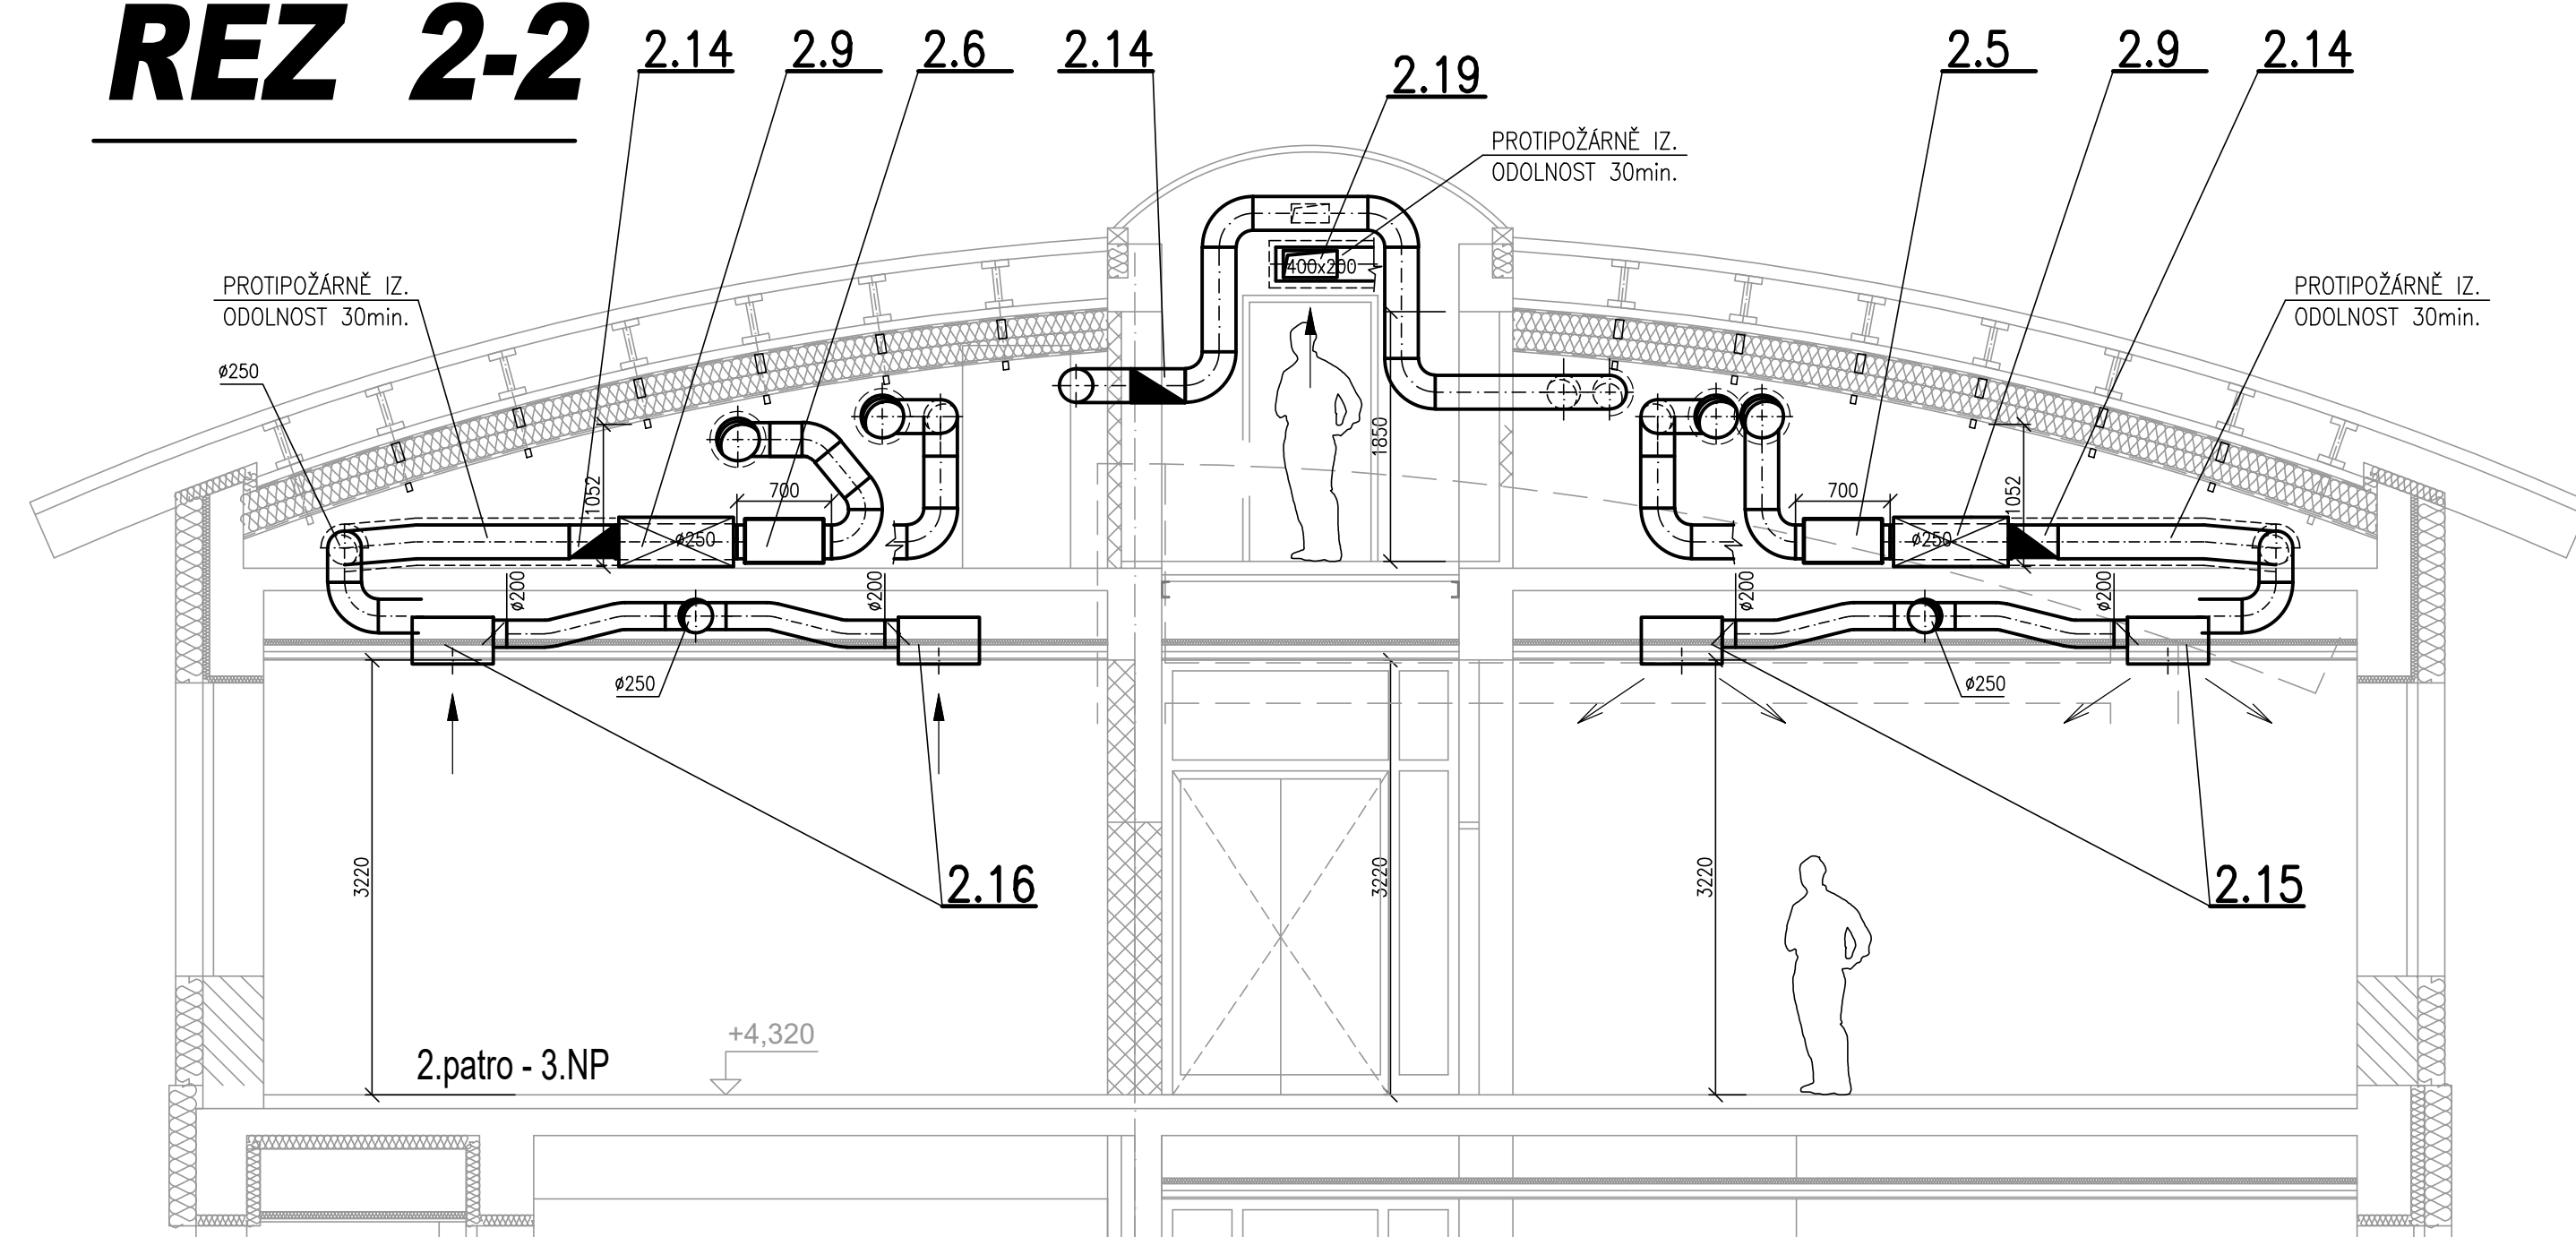 REZ 2-2
2.14
2.9
2.6
2.14
2.19
2.5
2.9
2.14
PROTIPOŽÁRNĚ IZ.
ODOLNOST 30min.
PROTIPOŽÁRNĚ IZ.
ODOLNOST 30min.
PROTIPOŽÁRNĚ IZ.
ODOLNOST 30min.
400x200
ø250
1850
1052
700
700
1052
ø250
ø250
ø200
ø200
ø200
ø200
ø250
ø250
3220
3220
3220
2.16
2.15
+4,320
2.patro - 3.NP